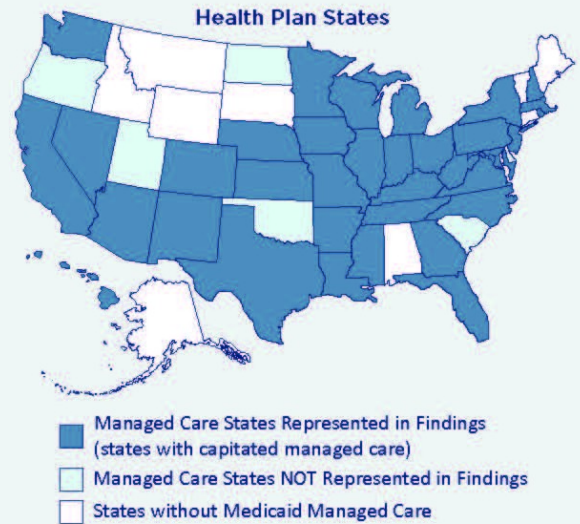 Health Plan States
Managed Care States Represented in Findings
(states with capitated managed care)
Managed Care States NOT Represented in Findings
States without Medicaid Managed Care